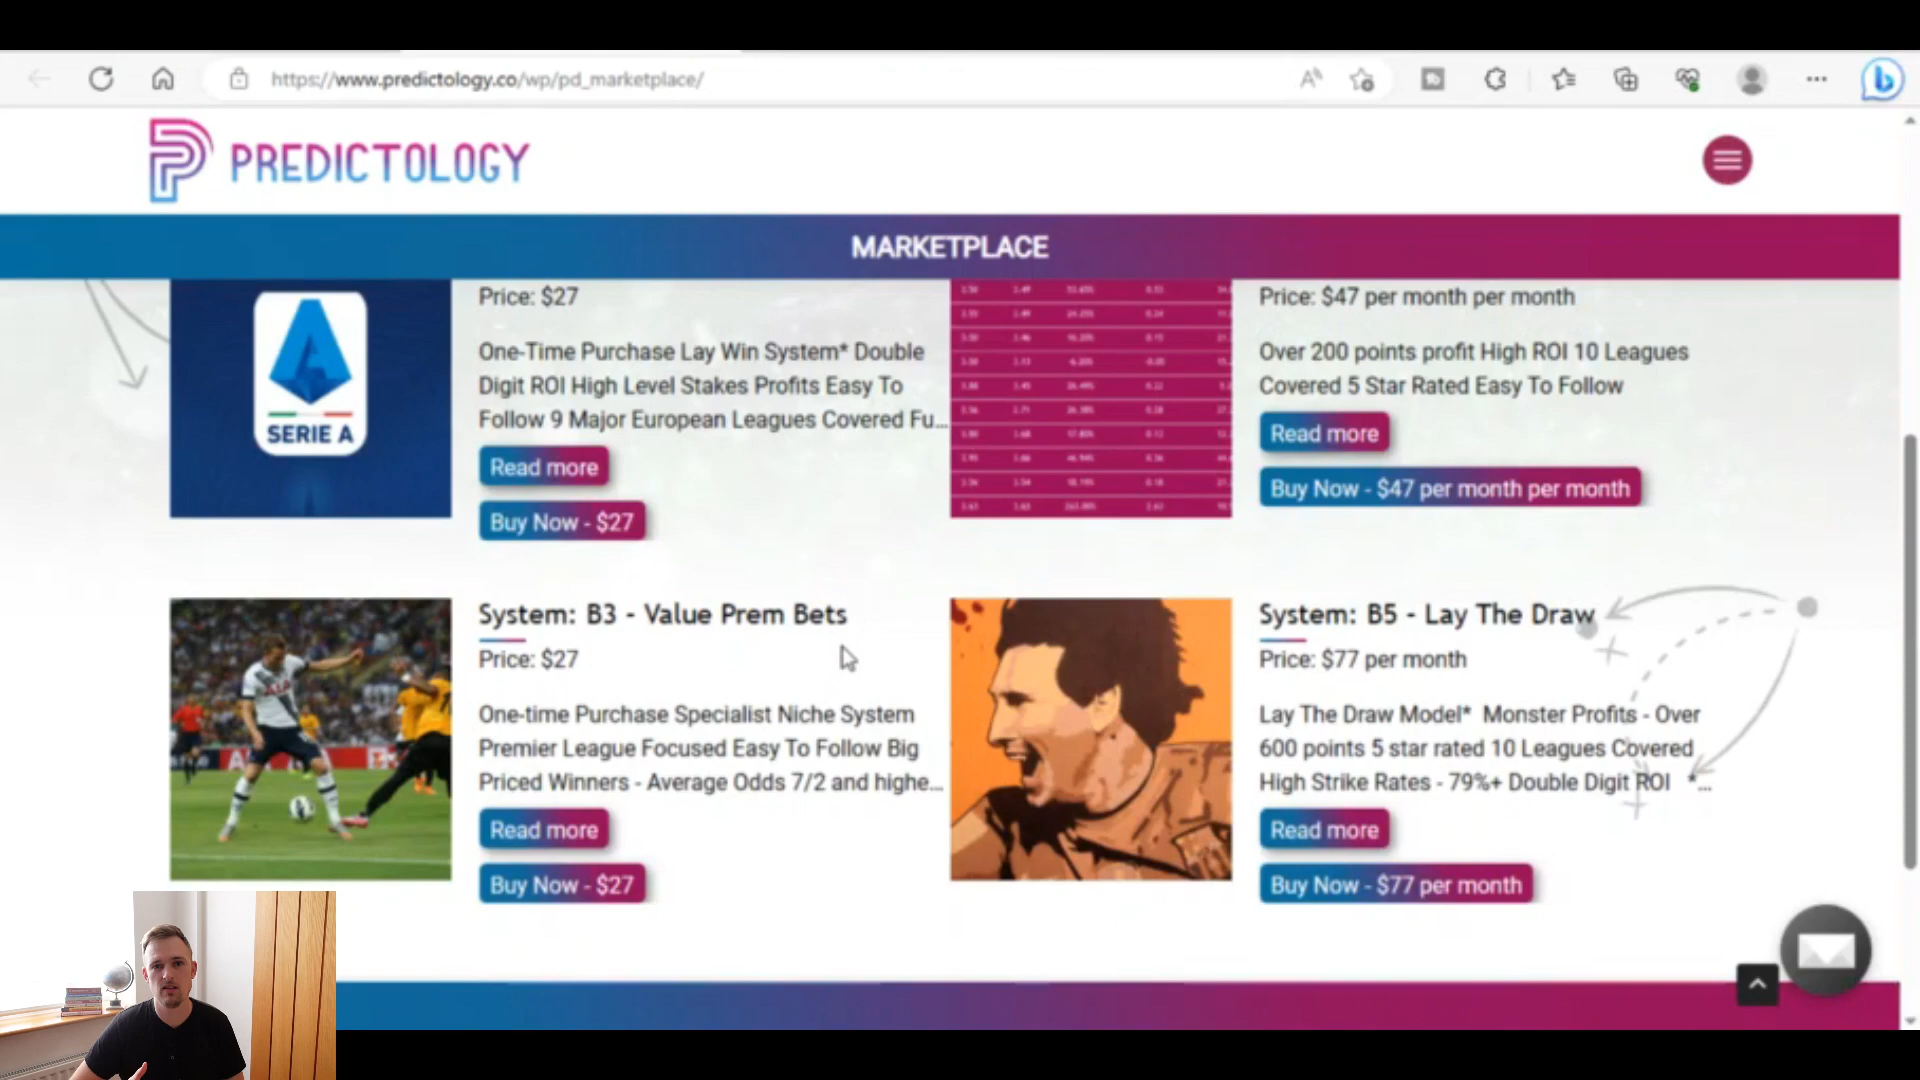 https://www.predictology.co/wp/pd_marketplace/
PREDICTOLOGY
MARKETPLACE
SERIE A
Price: $27
One-Time Purchase Lay Win System* Double
Digit ROI High Level Stakes Profits Easy To
Follow 9 Major European Leagues Covered Fu...
Read more
Buy Now - $27
Price: $47 per month per month
Over 200 points profit High ROI 10 Leagues
Covered 5 Star Rated Easy To Follow
Read more
Buy Now - $47 per month per month
System: B3 - Value Prem Bets
Price: $27
One-time Purchase Specialist Niche System
Premier League Focused Easy To Follow Big
Priced Winners - Average Odds 7/2 and highe...
Read more
Buy Now - $27
System: B5 - Lay The Draw
Price: $77 per month
Lay The Draw Model* Monster Profits - Over
600 points 5 star rated 10 Leagues Covered
High Strike Rates - 79%+ Double Digit ROI *...
Read more
Buy Now - $77 per month